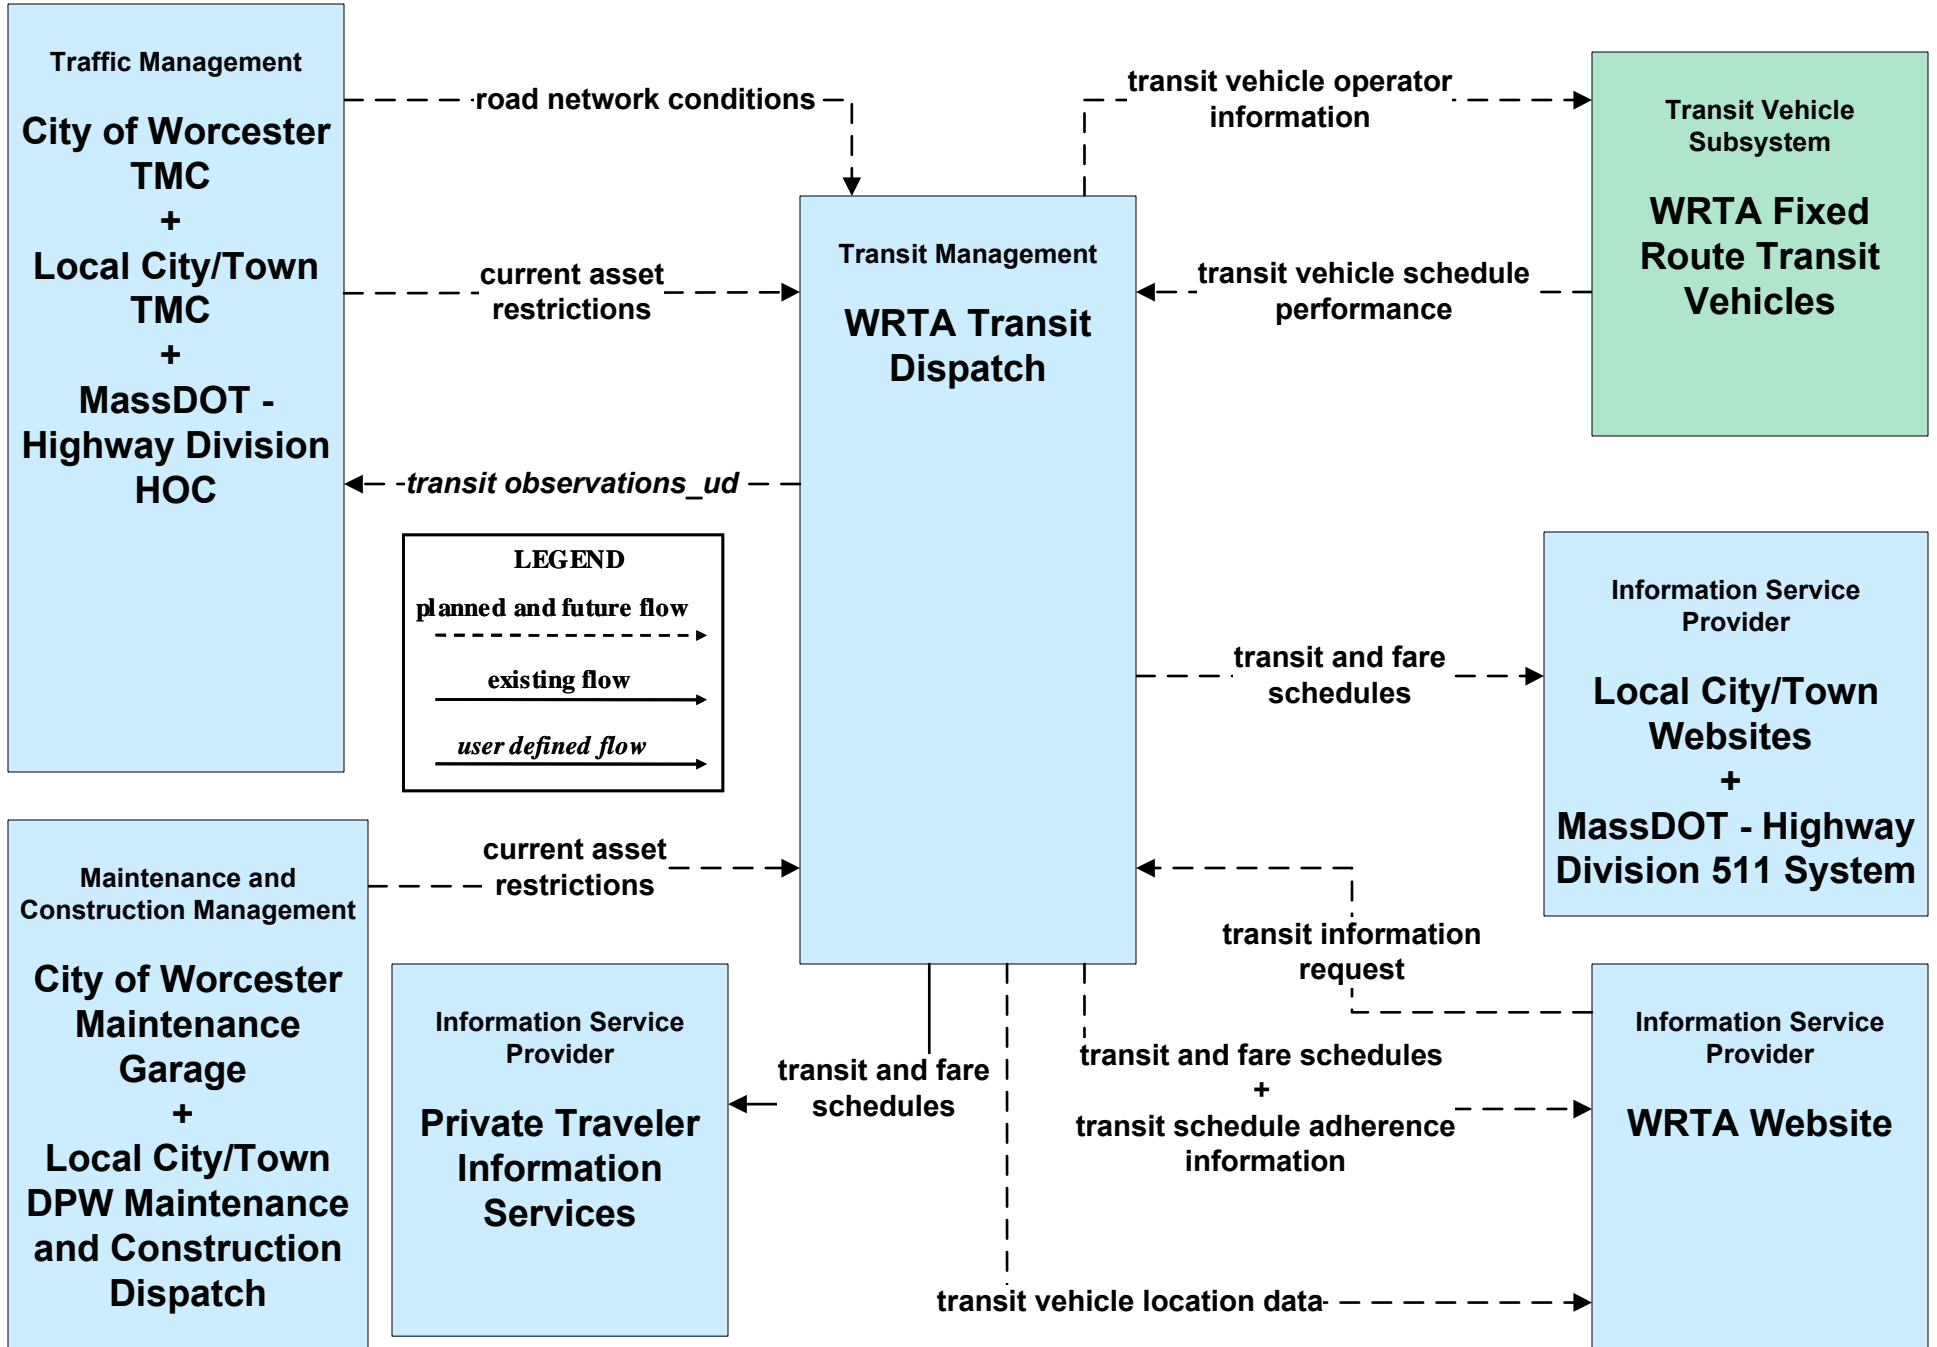 Traffic Management
City of Worcester
TMC
+
Local City/Town
TMC
+
MassDOT -
Highway Division
HOC
road network conditions
current asset
restrictions
transit observations_ud
LEGEND
planned and future flow
existing flow
user defined flow
Transit Management
WRTA Transit
Dispatch
transit vehicle operator
information
transit vehicle schedule
performance
Transit Vehicle
Subsystem
WRTA Fixed
Route Transit
Vehicles
transit and fare
schedules
Information Service
Provider
Local City/Town
Websites
+
MassDOT - Highway
Division 511 System
Maintenance and
Construction Management
City of Worcester
Maintenance
Garage
+
Local City/Town
DPW Maintenance
and Construction
Dispatch
current asset
restrictions
Information Service
Provider
Private Traveler
Information
Services
transit and fare
schedules
transit information
request
transit and fare schedules
+
transit schedule adherence
information
transit vehicle location data
Information Service
Provider
WRTA Website